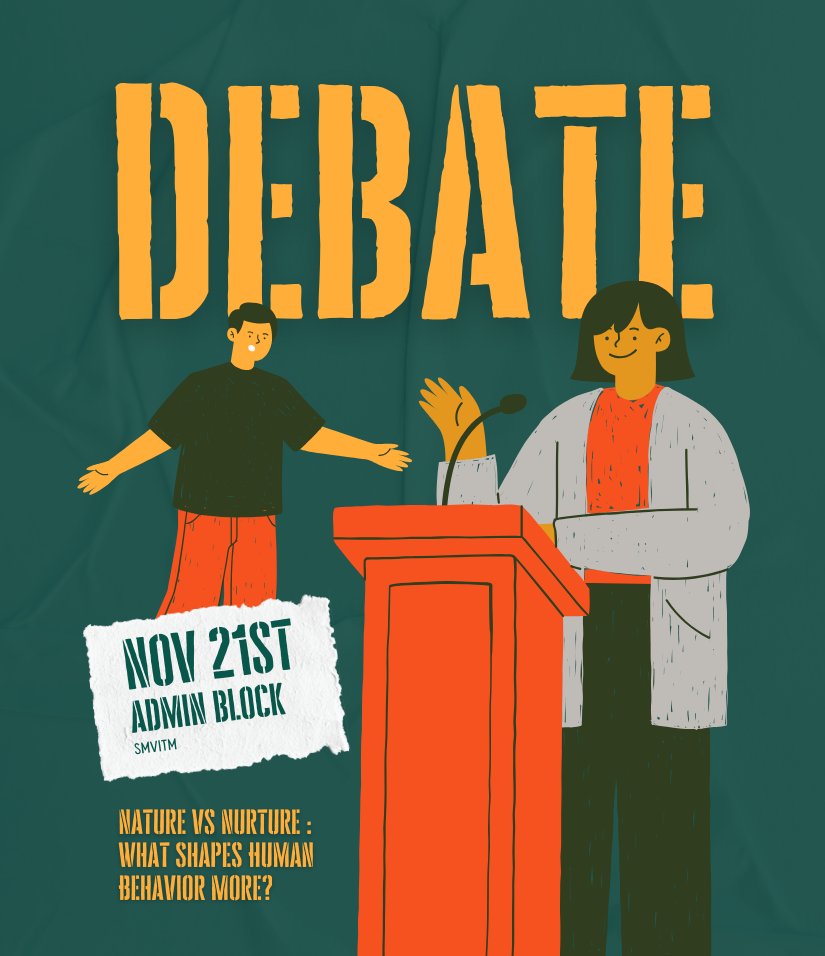 DEBATE
NOV 21ST
ADMIN BLOCK
SMVITM
NATURE VS NURTURE :
WHAT SHAPES HUMAN
BEHAVIOR MORE?